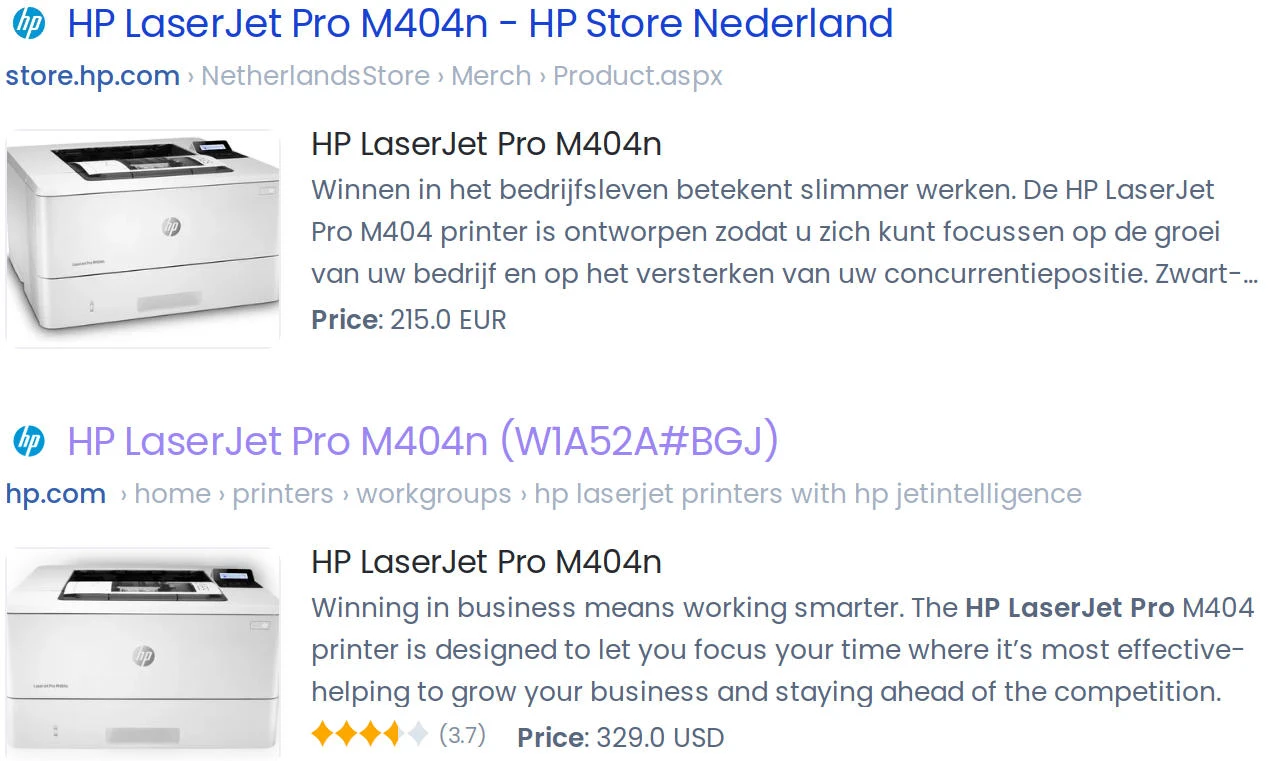 HP LaserJet Pro M404n - HP Store Nederland
store.hp.com › NetherlandsStore › Merch › Product.aspx
HP LaserJet Pro M404n
Winnen in het bedrijfsleven betekent slimmer werken. De HP LaserJet
Pro M404 printer is ontworpen zodat u zich kunt focussen op de groei
van uw bedrijf en op het versterken van uw concurrentiepositie. Zwart-...
Price: 215.0 EUR
HP LaserJet Pro M404n (W1A52A#BGJ)
hp.com › home › printers › workgroups › hp laserjet printers with hp jetintelligence
HP LaserJet Pro M404n
Winning in business means working smarter. The HP LaserJet Pro M404
printer is designed to let you focus your time where it’s most effective-
helping to grow your business and staying ahead of the competition.
(3.7) Price: 329.0 USD